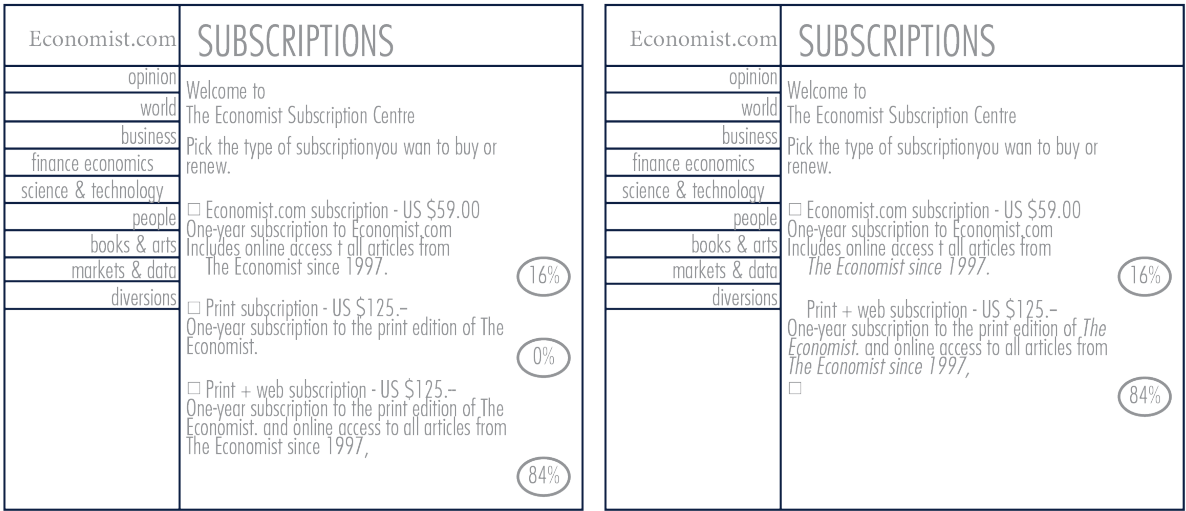 Economist.com
SUBSCRIPTIONS
opinion
world
business
finance economics
science & technology
people
books & arts
markets & data
diversions
Welcome to
The Economist Subscription Centre
Pick the type of subscriptionyou wan to buy or
renew.
Economist.com subscription - US $59.00
One-year subscription to Economist.com
Includes online access t all articles from
The Economist since 1997.
16%
Print subscription - US $125.–
One-year subscription to the print edition of The
Economist.
0%
Print + web subscription - US $125.–
One-year subscription to the print edition of The
Economist. and online access to all articles from
The Economist since 1997,
84%
Economist.com
SUBSCRIPTIONS
opinion
world
business
finance economics
science & technology
people
books & arts
markets & data
diversions
Welcome to
The Economist Subscription Centre
Pick the type of subscriptionyou wan to buy or
renew.
Economist.com subscription - US $59.00
One-year subscription to Economist.com
Includes online access t all articles from
The Economist since 1997.
16%
Print + web subscription - US $125.–
One-year subscription to the print edition of The
Economist. and online access to all articles from
The Economist since 1997,
84%